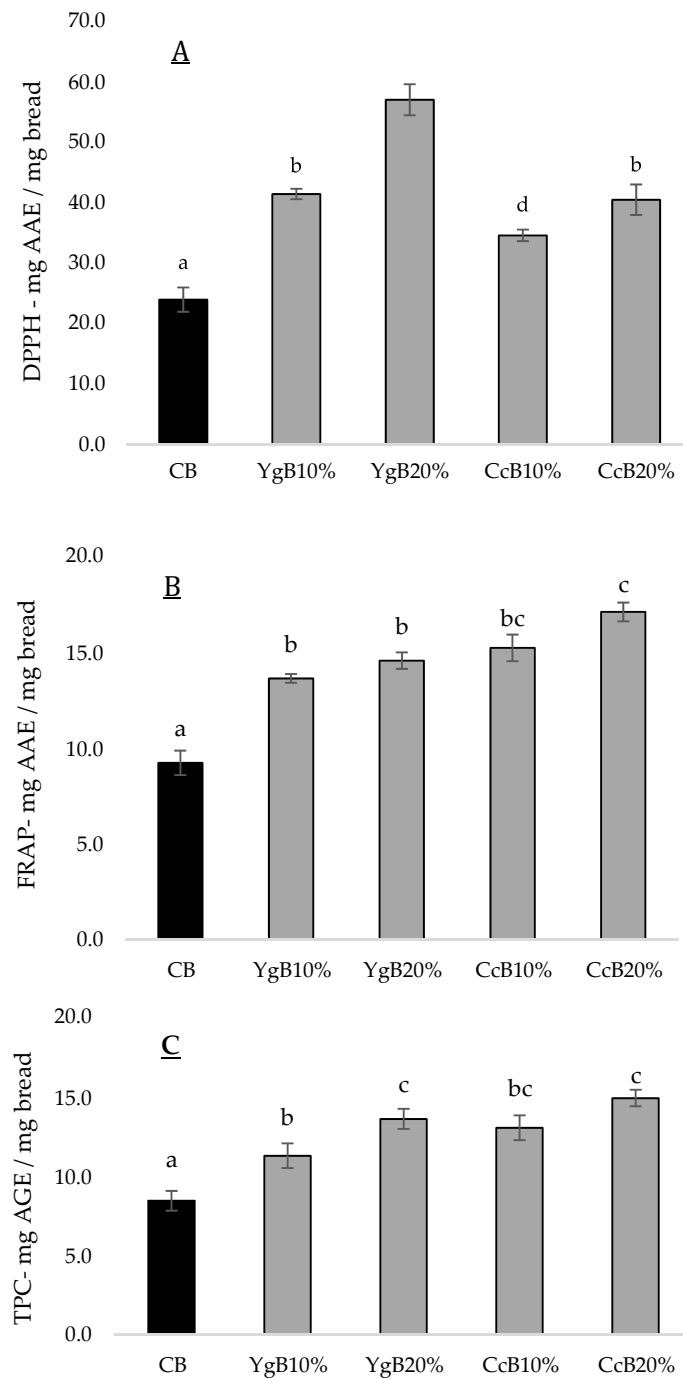 70.0
A
60.0
50.0
b
b
40.0
d
30.0
a
20.0
10.0
0.0
DPPH - mg AAE / mg bread
CB YgB10% YgB20% CcB10% CcB20%
20.0
B
c
bc
b
b
15.0
a
10.0
5.0
0.0
FRAP- mg AAE / mg bread
CB YgB10% YgB20% CcB10% CcB20%
20.0
C
c
c
bc
15.0
b
a
10.0
5.0
0.0
TPC- mg AGE / mg bread
CB YgB10% YgB20% CcB10% CcB20%